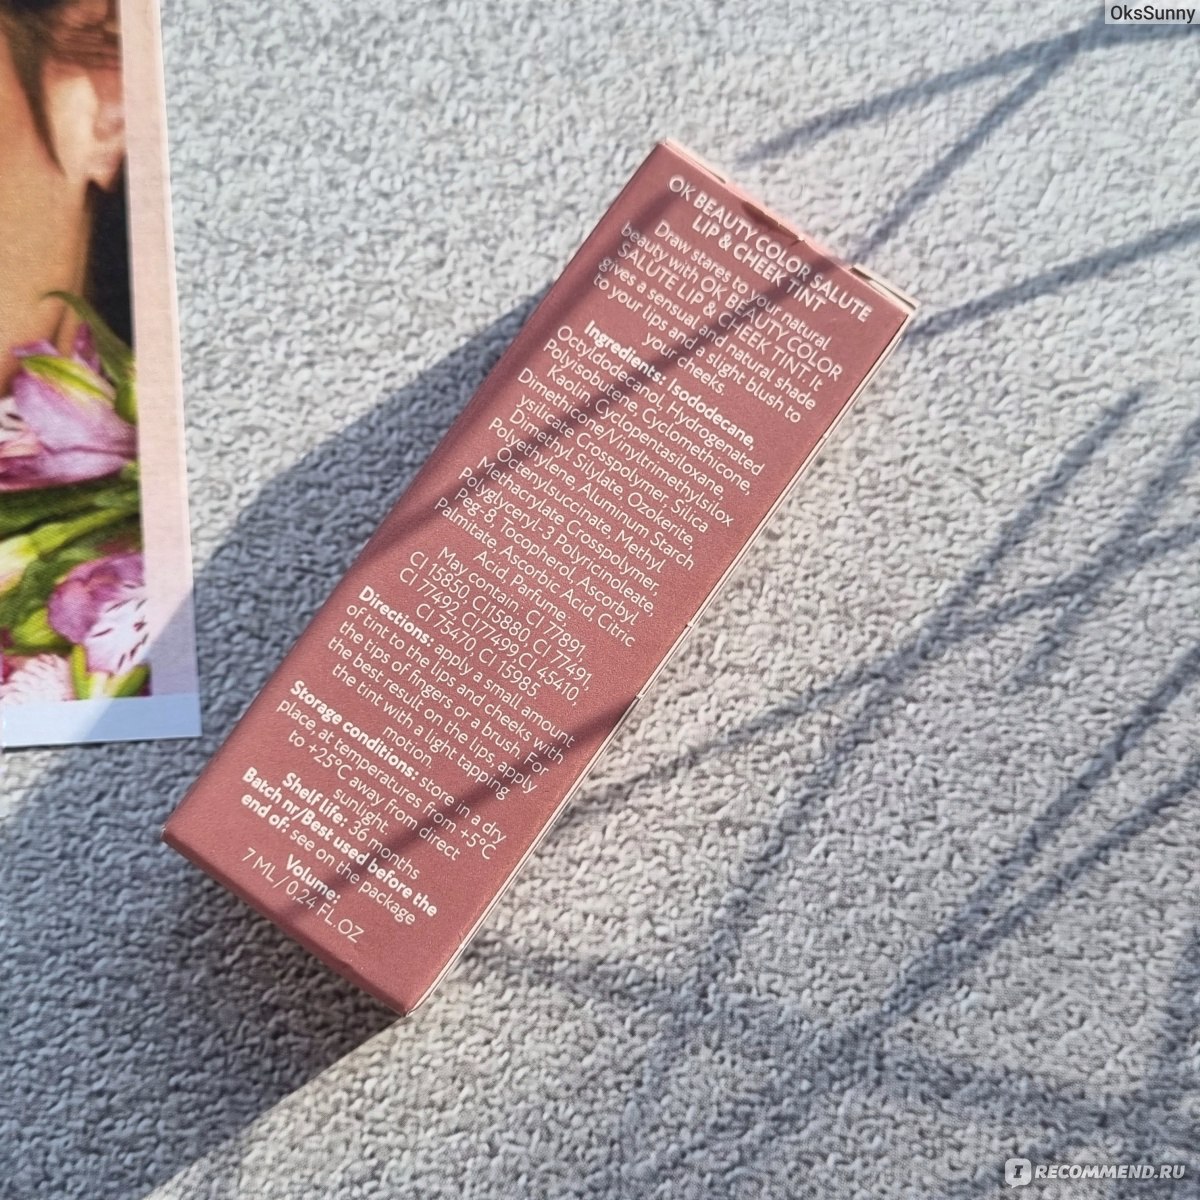 OksSunny
OK BEAUTY COLOR SALUTE
LIP & CHEEK TINT
Draw stares to your natural
beauty with OK BEAUTY COLOR
SALUTE LIP & CHEEK TINT. It
gives a sensual and natural shade
to your lips and a slight blush to
your cheeks.
Ingredients: Isododecane,
Octyldodecanol, Hydrogenated
Polyisobutene, Cyclomethicone,
Kaolin, Cyclopentasiloxane,
Dimethicone/Vinyltrimethylsilox
ysilicate Crosspolymer, Silica
Dimethyl Silylate, Ozokerite,
Polyethylene, Aluminum Starch
Octenylsuccinate, Methyl
Methacrylate Crosspolymer,
Polyglyceryl-3 Polyricinoleate,
Peg-8, Tocopherol, Ascorbyl
Palmitate, Ascorbic Acid, Citric
Acid, Parfume.
May contain: CI 77891,
CI 15850, CI15880, CI 77491,
CI 77492, CI77499,CI 45410,
CI 75470, CI 15985.
Directions: apply a small amount
of tint to the lips and cheeks with
the tips of fingers or a brush. For
the best result on the lips, apply
the tint with a light tapping
motion.
Storage conditions: store in a dry
place, at temperatures from +5°C
to +25°C away from direct
sunlight.
Shelf life: 36 months
Batch nr/Best used before the
end of: see on the package
Volume:
7 ML / 0,24 FL.OZ
IRECOMMEND.RU